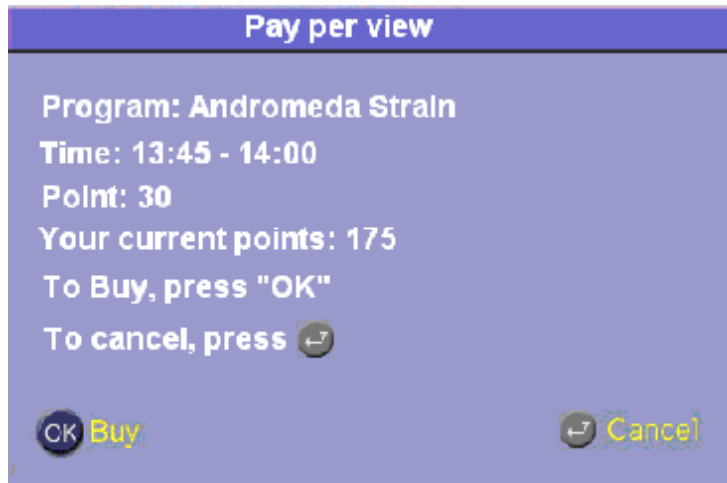 Pay per view
Program: Andromeda Strain
Time: 13:45 - 14:00
Point: 30
Your current points: 175
To Buy, press "OK"
To cancel, press
OK Buy
Cancel